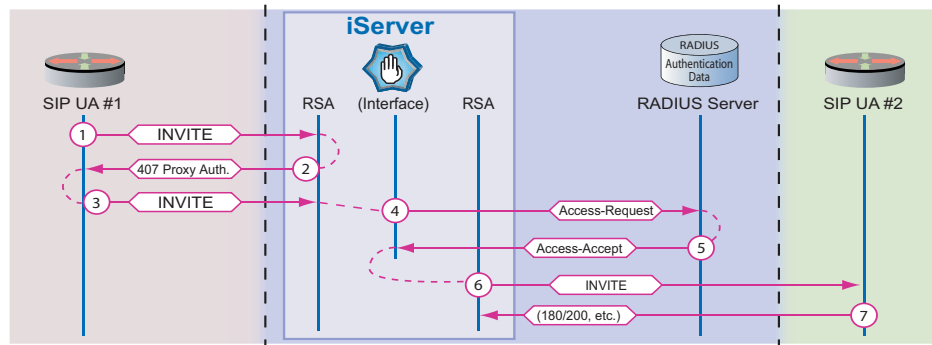 iServer
RADIUS
Authentication
Data
SIP UA #1
RSA
(Interface)
RSA
RADIUS Server
SIP UA #2
1
INVITE
407 Proxy Auth.
2
3
INVITE
4
Access-Request
Access-Accept
5
6
INVITE
(180/200, etc.)
7